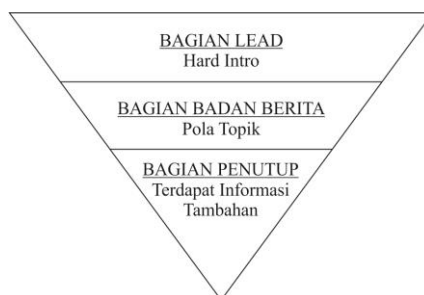 BAGIAN LEAD
Hard Intro
BAGIAN BADAN BERITA
Pola Topik
BAGIAN PENUTUP
Terdapat Informasi
Tambahan